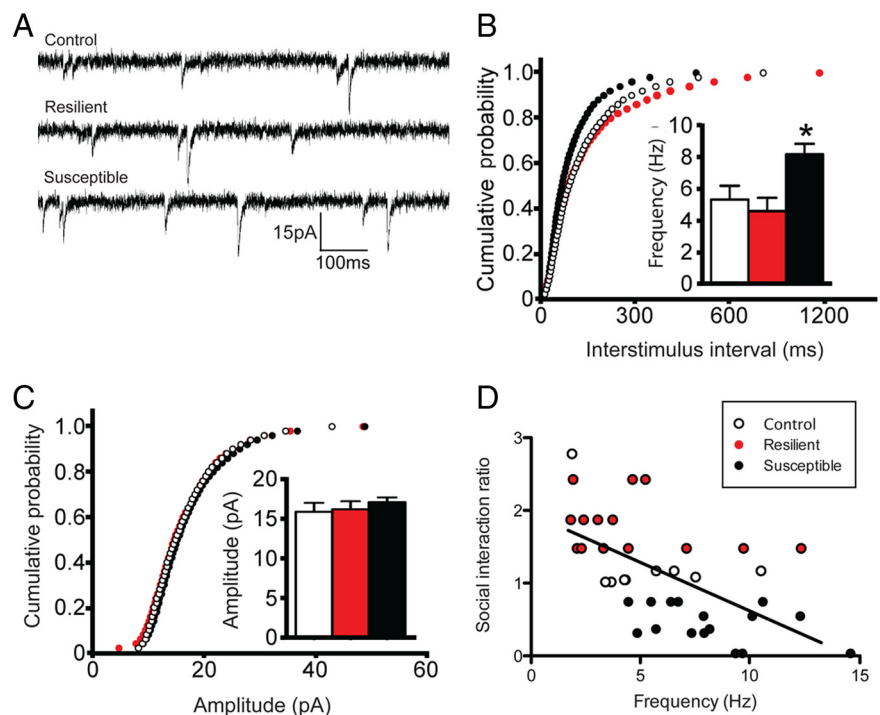 A
Control
Resilient
Susceptible
15pA
100ms
B
Cumulative probability
1.0
0.8
0.6
0.4
0.2
0
0
300
600
1200
Interstimulus interval (ms)
Frequency (Hz)
10
8
6
4
2
0
*
C
Cumulative probability
1.0
0.8
0.6
0.4
0.2
0
0
20
40
60
Amplitude (pA)
Amplitude (pA)
20
15
10
5
0
D
Control
Resilient
Susceptible
Social interaction ratio
3
2
1
0
0
5
10
15
Frequency (Hz)